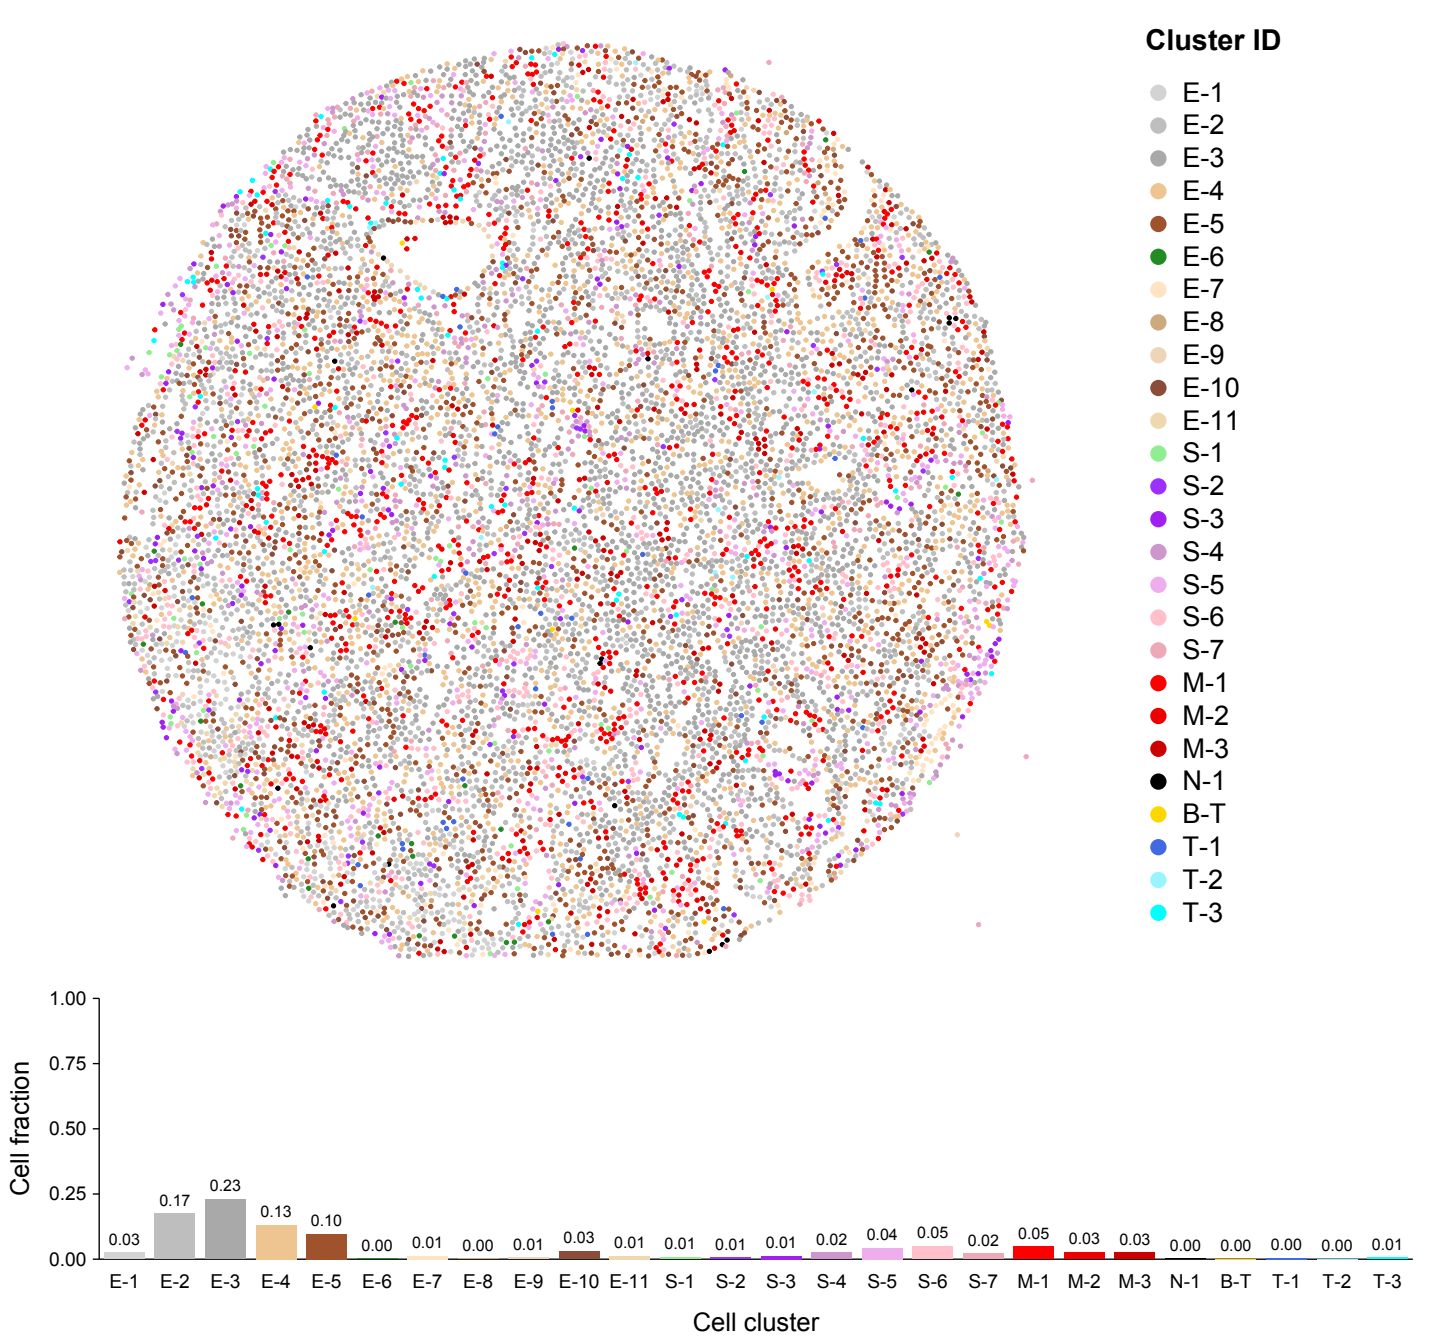 Cluster ID
E-1
E-2
E-3
E-4
E-5
E-6
E-7
E-8
E-9
E-10
E-11
S-1
S-2
S-3
S-4
S-5
S-6
S-7
M-1
M-2
M-3
N-1
B-T
T-1
T-2
T-3
1.00
0.75
0.50
0.25
0.00
Cell fraction
0.03 0.17 0.23 0.13 0.10 0.00 0.01 0.00 0.01 0.03 0.01 0.01 0.01 0.01 0.02 0.04 0.05 0.02 0.05 0.03 0.03 0.00 0.00 0.00 0.00 0.01
E-1 E-2 E-3 E-4 E-5 E-6 E-7 E-8 E-9 E-10 E-11 S-1 S-2 S-3 S-4 S-5 S-6 S-7 M-1 M-2 M-3 N-1 B-T T-1 T-2 T-3
Cell cluster